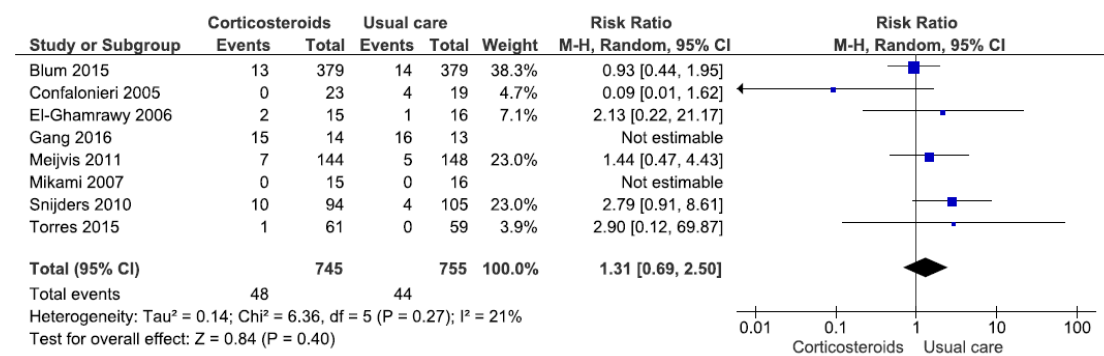 Corticosteroids Usual care Risk Ratio Risk Ratio
Study or Subgroup Events Total Events Total Weight M-H, Random, 95% CI M-H, Random, 95% CI
Blum 2015 13 379 14 379 38.3% 0.93 [0.44, 1.95]
Confalonieri 2005 0 23 4 19 4.7% 0.09 [0.01, 1.62]
El-Ghamrawy 2006 2 15 1 16 7.1% 2.13 [0.22, 21.17]
Gang 2016 15 14 16 13 Not estimable
Meijvis 2011 7 144 5 148 23.0% 1.44 [0.47, 4.43]
Mikami 2007 0 15 0 16 Not estimable
Snijders 2010 10 94 4 105 23.0% 2.79 [0.91, 8.61]
Torres 2015 1 61 0 59 3.9% 2.90 [0.12, 69.87]
Total (95% CI) 745 755 100.0% 1.31 [0.69, 2.50]
Total events 48 44
Heterogeneity: Tau² = 0.14; Chi² = 6.36, df = 5 (P = 0.27); I² = 21%
Test for overall effect: Z = 0.84 (P = 0.40)
0.01 0.1 1 10 100
Corticosteroids Usual care